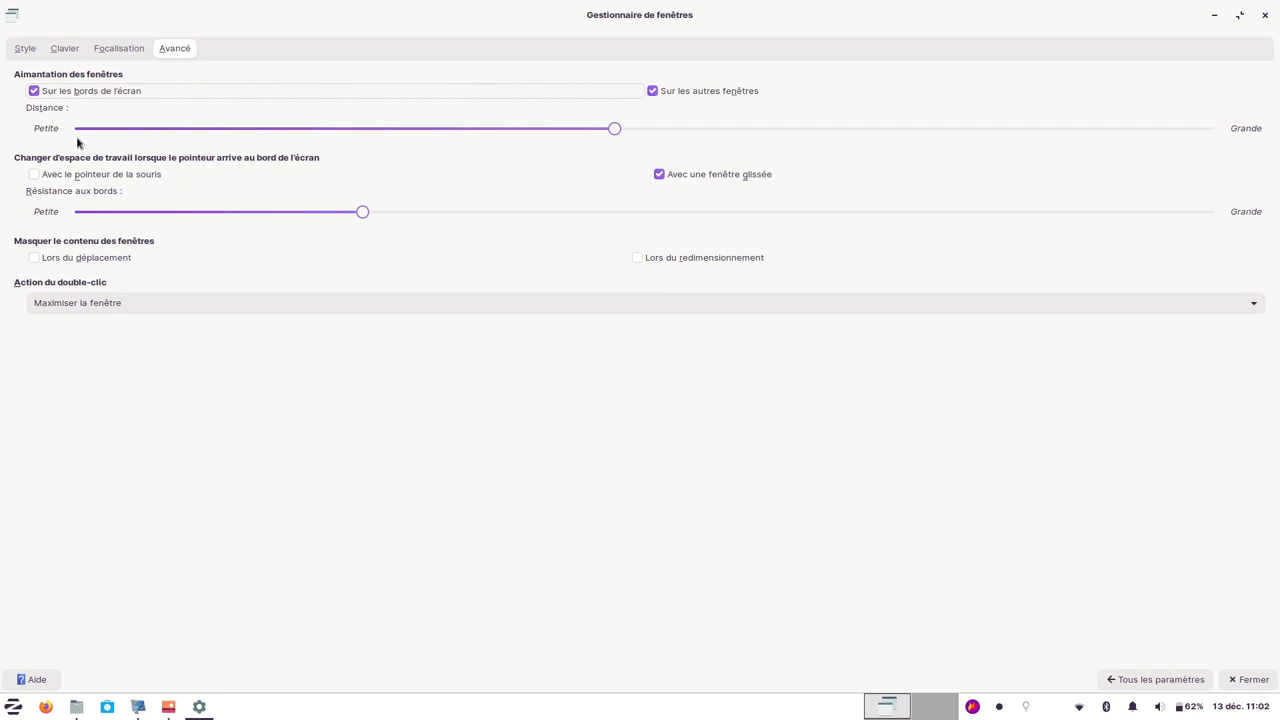 Gestionnaire de fenêtres
Style Clavier Focalisation Avancé
Aimantation des fenêtres
Sur les bords de l'écran Sur les autres fenêtres
Distance :
Petite Grande
Changer d'espace de travail lorsque le pointeur arrive au bord de l'écran
Avec le pointeur de la souris Avec une fenêtre glissée
Résistance aux bords :
Petite Grande
Masquer le contenu des fenêtres
Lors du déplacement Lors du redimensionnement
Action du double-clic
Maximiser la fenêtre
Aide Tous les paramètres Fermer
62% 13 déc. 11:02